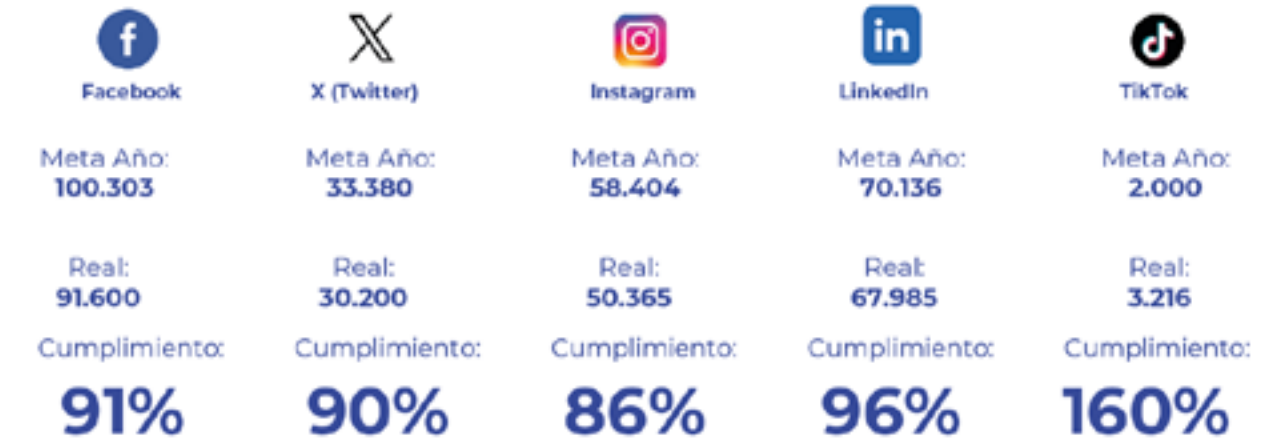 Facebook X (Twitter) Instagram LinkedIn TikTok
Meta Año: Meta Año: Meta Año: Meta Año: Meta Año:
100.303 33.380 58.404 70.136 2.000
Real: Real: Real: Real: Real:
91.600 30.200 50.365 67.985 3.216
Cumplimiento: Cumplimiento: Cumplimiento: Cumplimiento: Cumplimiento:
91% 90% 86% 96% 160%